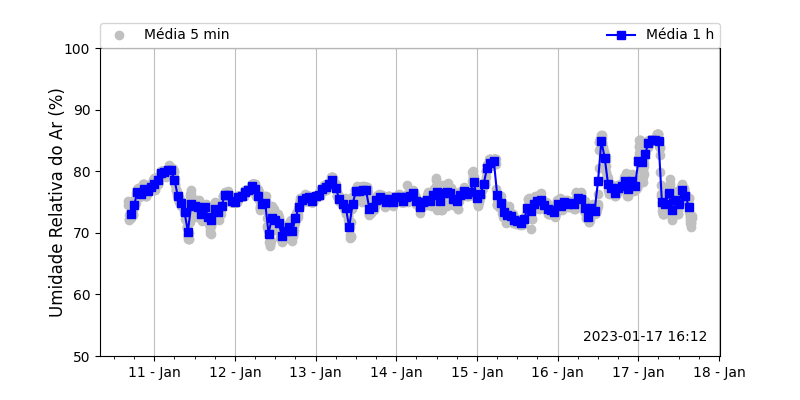 Média 5 min
Média 1 h
Umidade Relativa do Ar (%)
100
90
80
70
60
50
2023-01-17 16:12
11 - Jan
12 - Jan
13 - Jan
14 - Jan
15 - Jan
16 - Jan
17 - Jan
18 - Jan